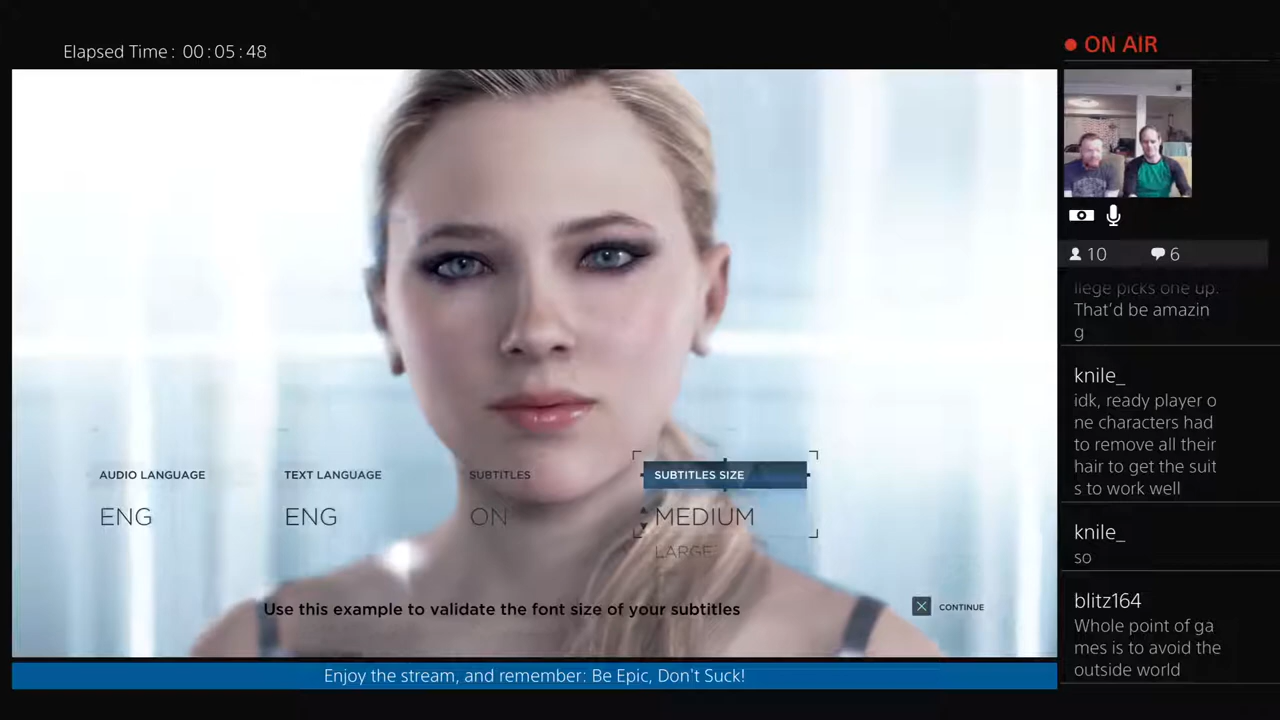 Elapsed Time: 00:05:48
ON AIR
10
6
llege picks one up.
That'd be amazin
g
knile_
idk, ready player o
ne characters had
to remove all their
hair to get the suit
s to work well
knile_
so
blitz164
Whole point of ga
mes is to avoid the
outside world
AUDIO LANGUAGE
TEXT LANGUAGE
SUBTITLES
SUBTITLES SIZE
ENG
ENG
ON
MEDIUM
LARGE
Use this example to validate the font size of your subtitles
CONTINUE
Enjoy the stream, and remember: Be Epic, Don't Suck!